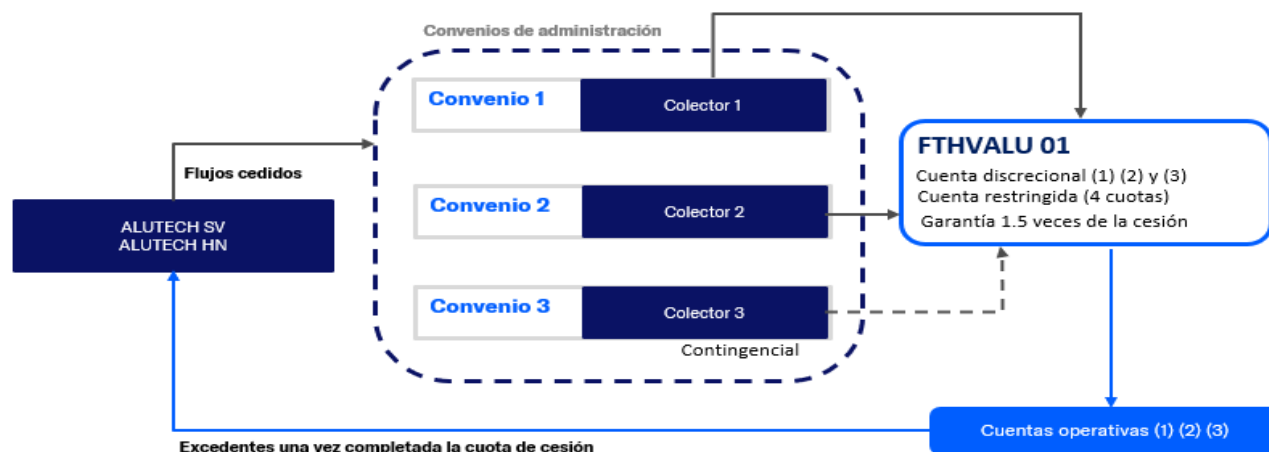 Convenios de administración
Convenio 1
Colector 1
Flujos cedidos
ALUTECH SV
ALUTECH HN
Convenio 2
Colector 2
FTHVALU 01
Cuenta discrecional (1) (2) y (3)
Cuenta restringida (4 cuotas)
Garantía 1.5 veces de la cesión
Convenio 3
Colector 3
Contingencial
Cuentas operativas (1) (2) (3)
Excedentes una vez completada la cuota de cesión